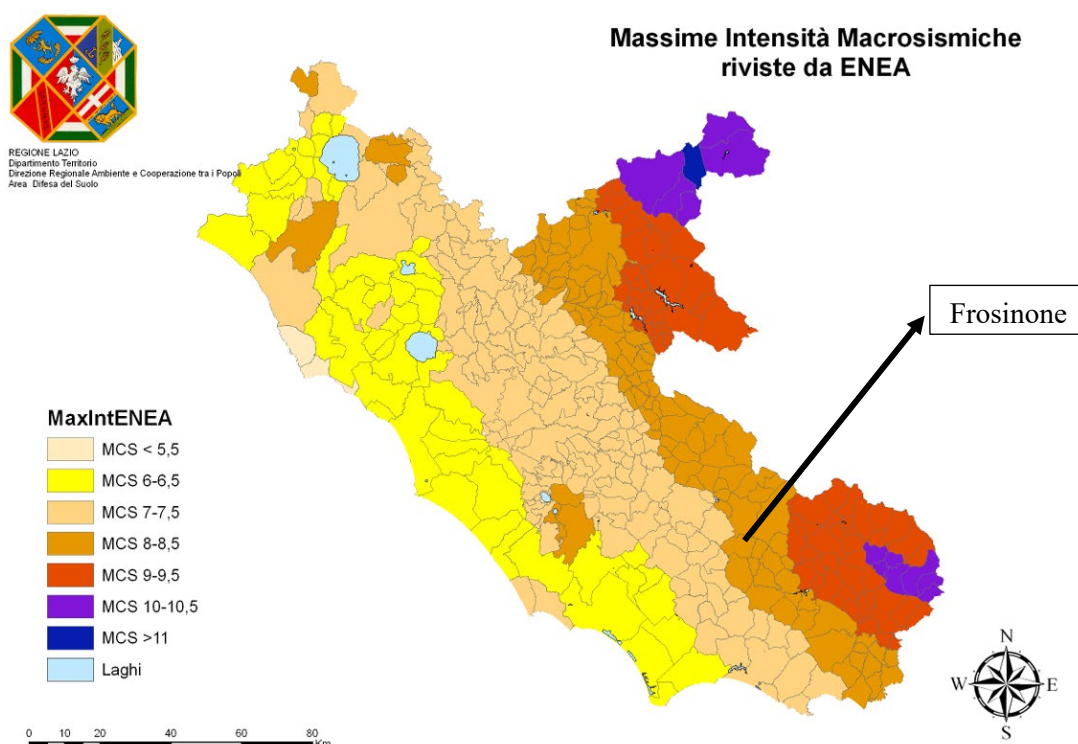 Massime Intensità Macrosismiche
riviste da ENEA
REGIONE LAZIO
Dipartimento Territorio
Direzione Regionale Ambiente e Cooperazione tra i Popoli
Area Difesa del Suolo
Frosinone
MaxIntENEA
MCS < 5,5
MCS 6-6,5
MCS 7-7,5
MCS 8-8,5
MCS 9-9,5
MCS 10-10,5
MCS >11
Laghi
N
W E
S
0 10 20 40 60 80
Km